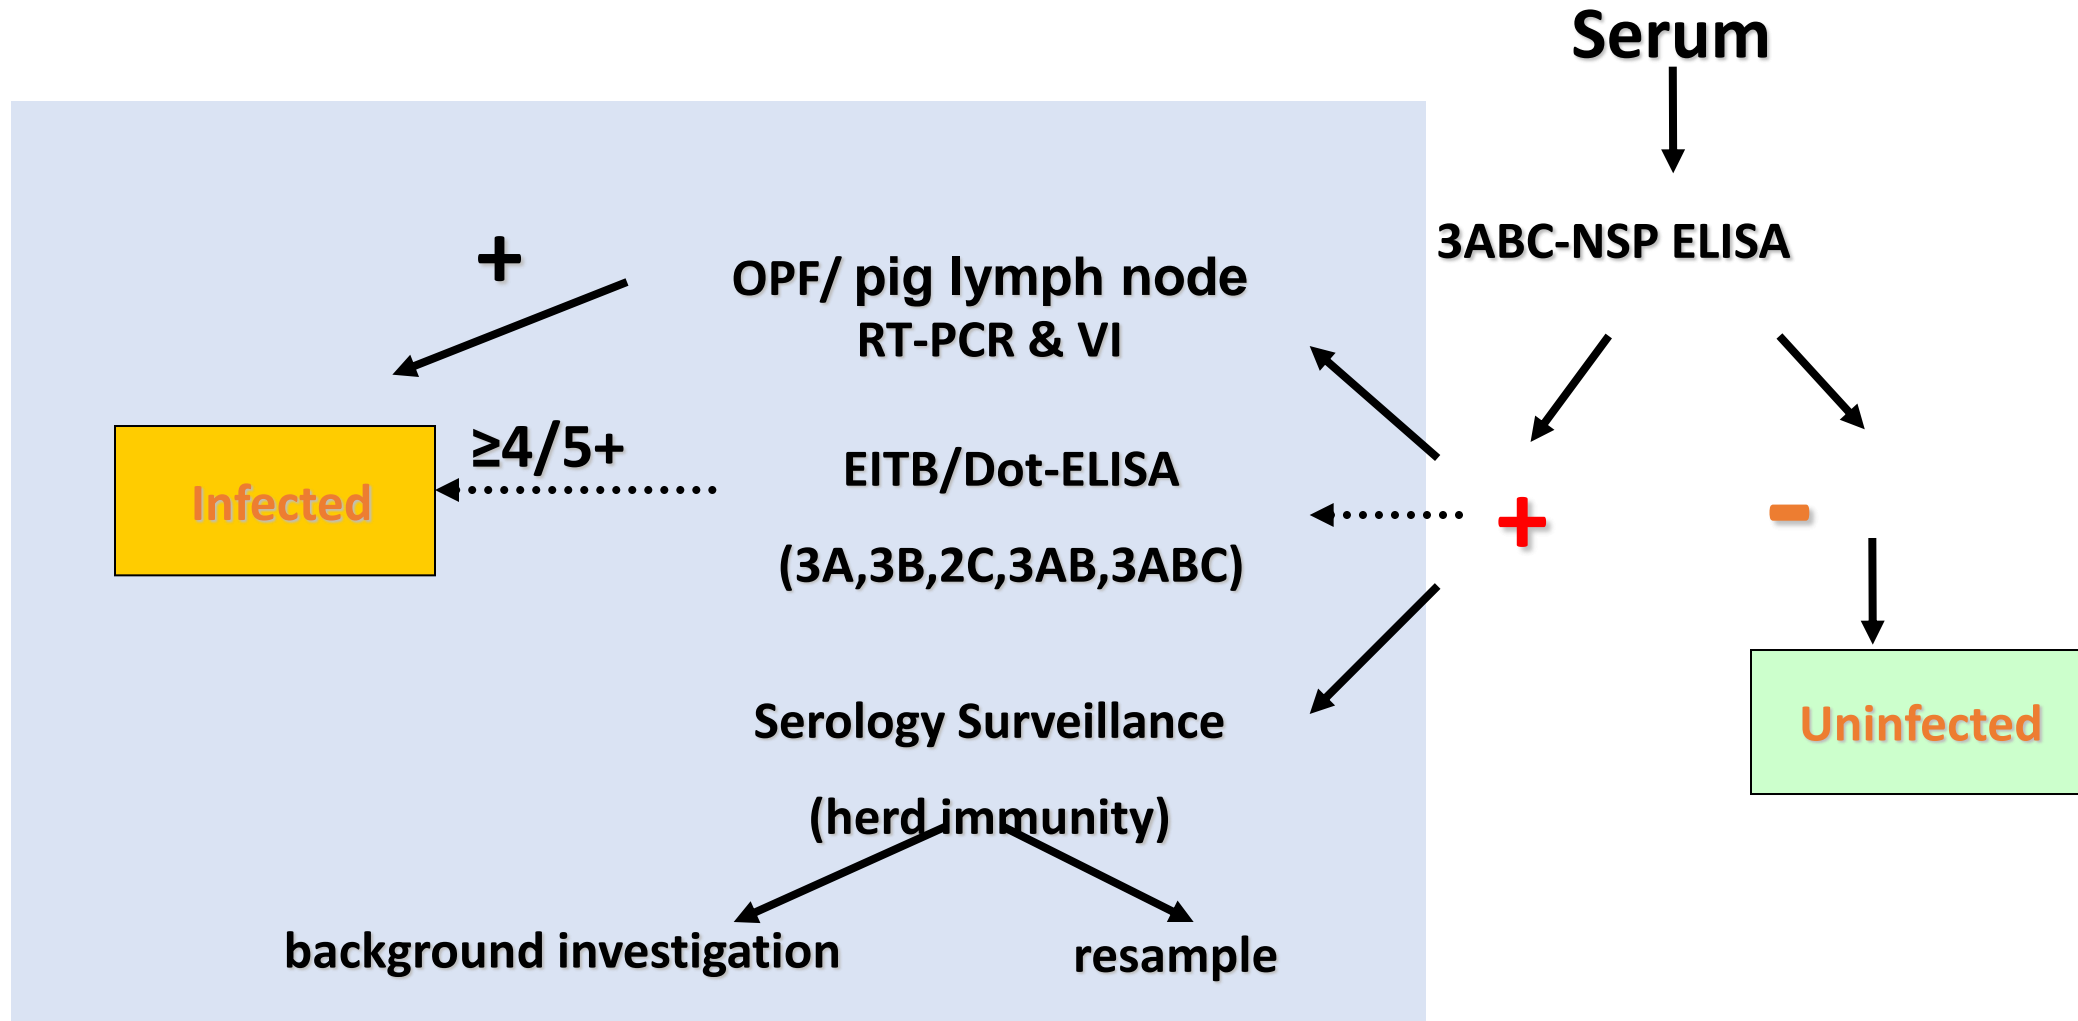 Serum
3ABC-NSP ELISA
+
OPF/ pig lymph node
RT-PCR & VI
≥4/5+
EITB/Dot-ELISA
Infected
(3A,3B,2C,3AB,3ABC)
+
-
Serology Surveillance
Uninfected
(herd immunity)
background investigation
resample